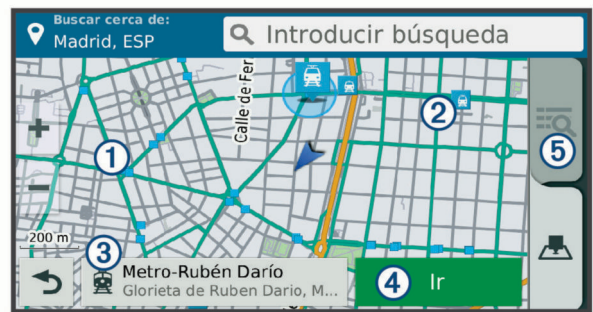 Buscar cerca de:
Madrid, ESP
Introducir búsqueda
Calle de Fer
2
1
5
200 m
3
Metro-Rubén Darío
Glorieta de Ruben Dario, M...
4
Ir